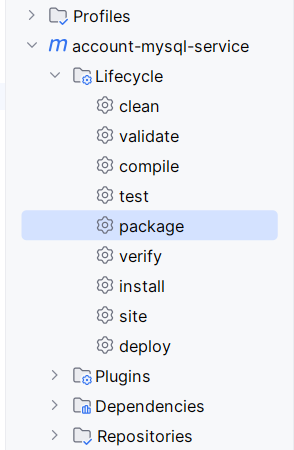 Profiles
account-mysql-service
Lifecycle
clean
validate
compile
test
package
verify
install
site
deploy
Plugins
Dependencies
Repositories